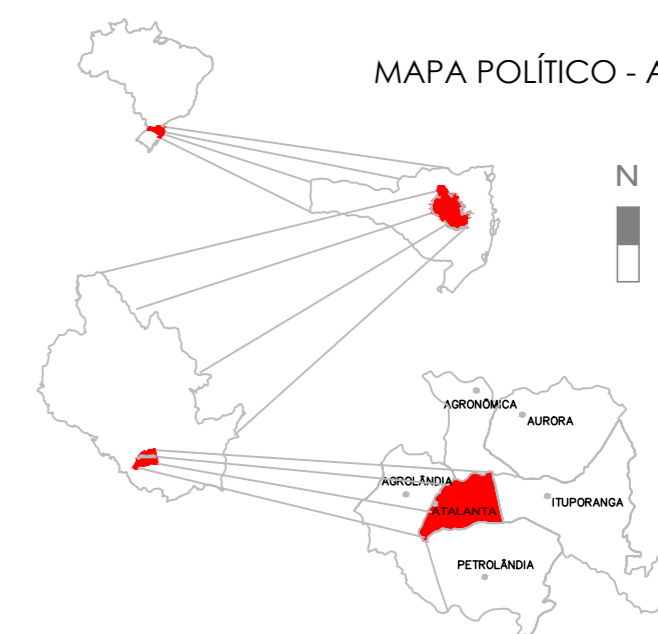 MAPA POLÍTICO - A
N
AGRONÔMICA
AURORA
AGROLÂNDIA
ITUPORANGA
ATALANTA
PETROLÂNDIA